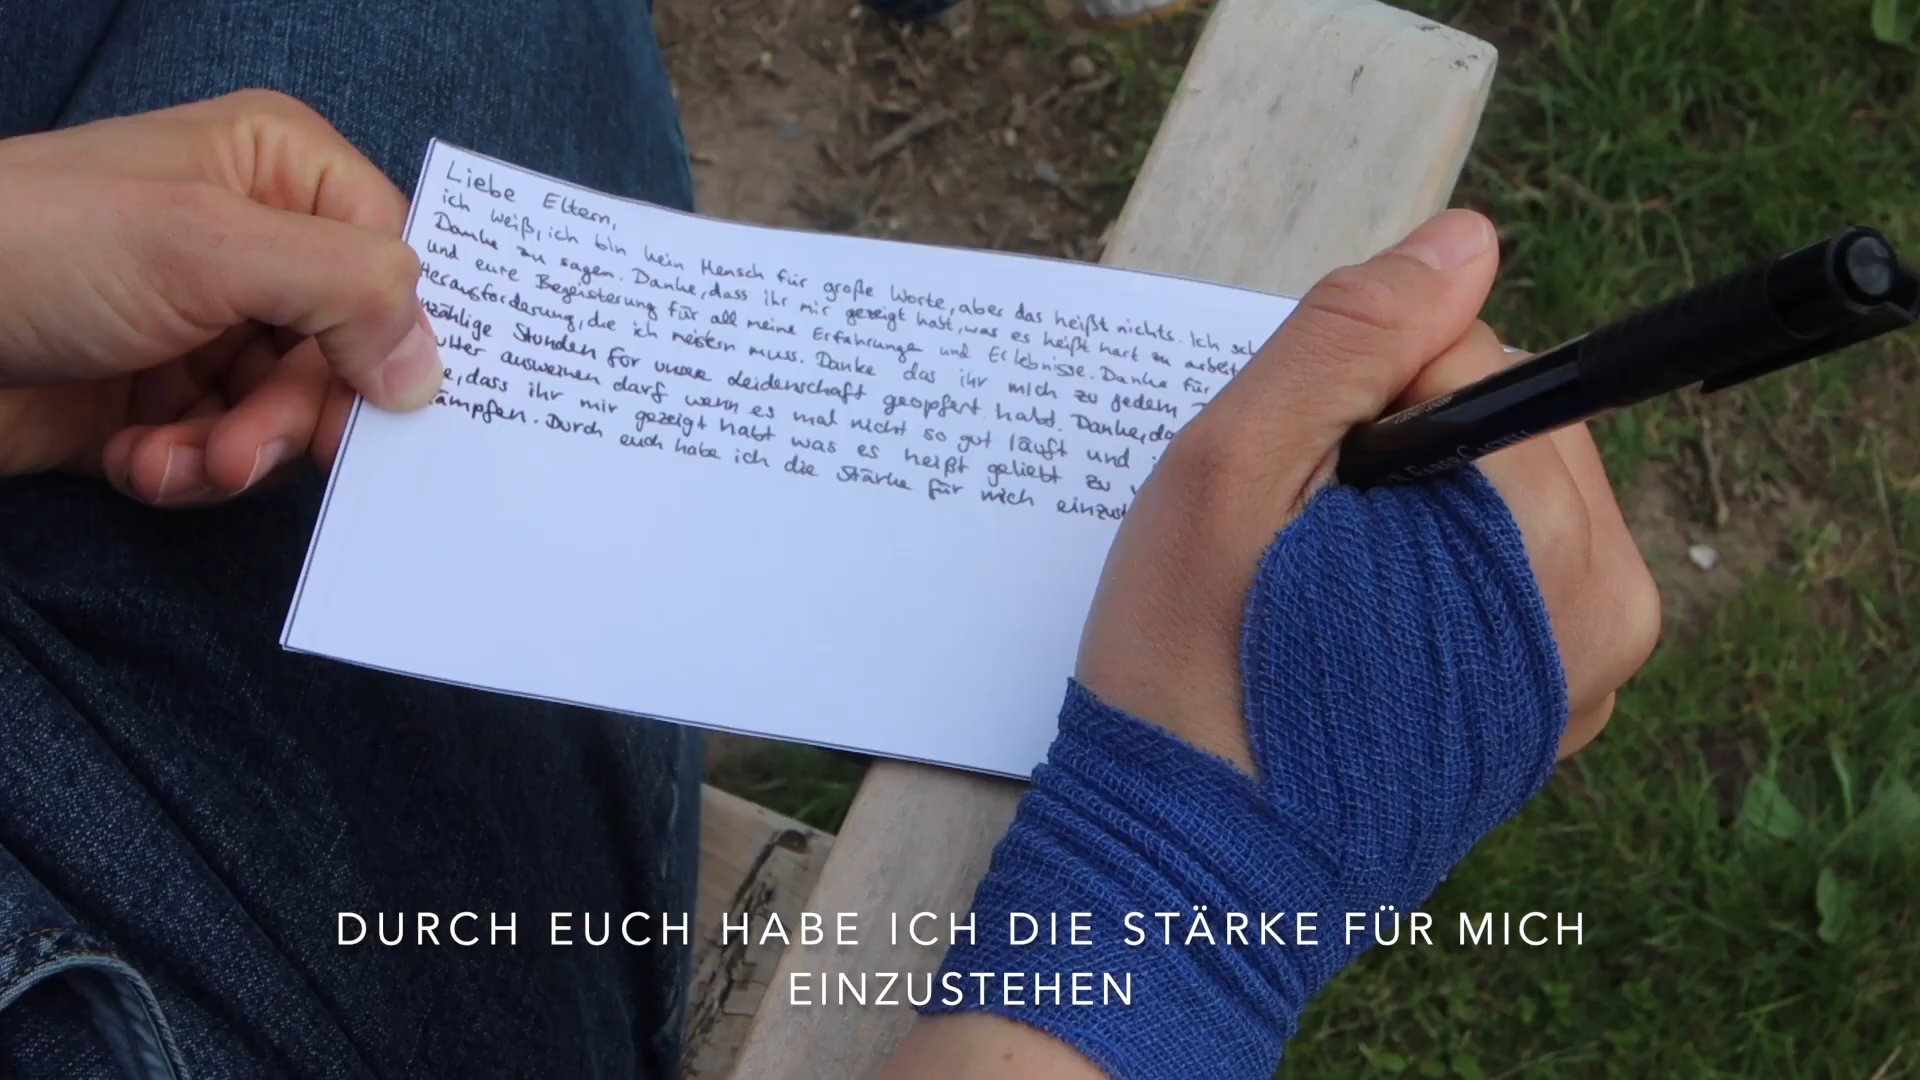 Liebe Eltern,
ich weiß, ich bin kein Mensch für große Worte, aber das heißt nichts. Ich
Danke zu sagen. Danke, dass ihr mir gezeigt habt, was es heißt hart zu
und eure Begeisterung für all meine Erfahrungen und Erlebnisse. Danke für
Herausforderung, die ich meistern muss. Danke das ihr mich zu jedem
Stunden für unsere Leidenschaft geopfert habt. Danke,
ausweinen darf wenn es mal nicht so gut läuft und
dass ihr mir gezeigt habt was es heißt geliebt zu
Durch euch habe ich die Stärke für mich
DURCH EUCH HABE ICH DIE STÄRKE FÜR MICH
EINZUSTEHEN